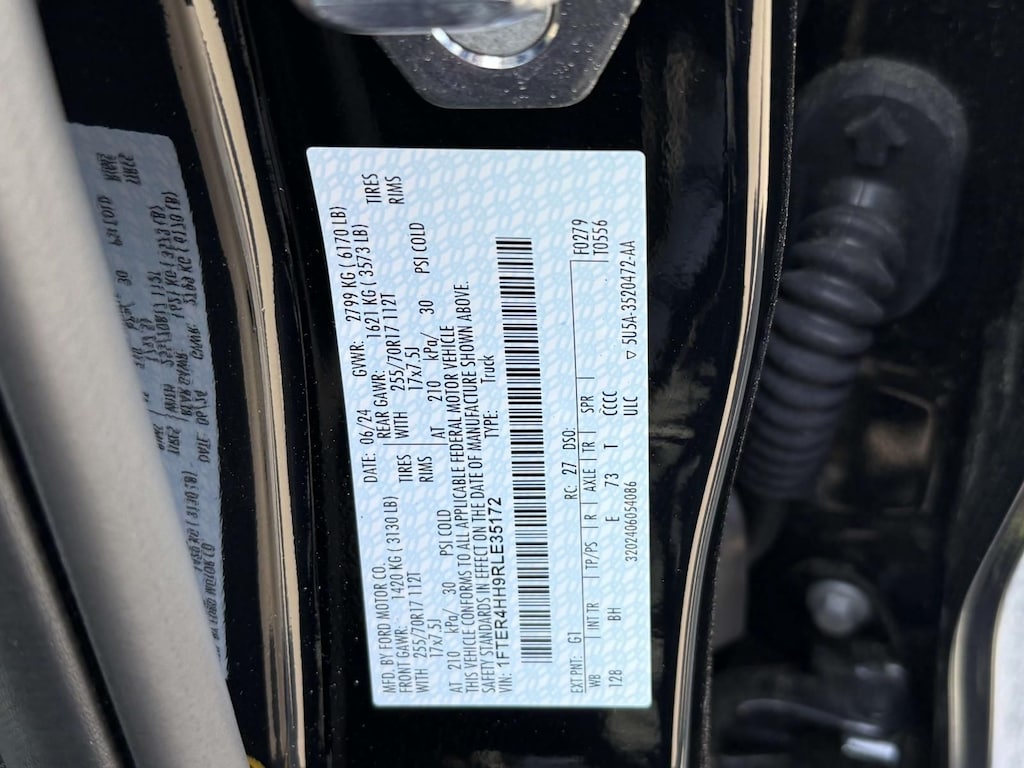 MFD. BY FORD MOTOR CO.
DATE: 06/24 GVWR: 2799 KG ( 6170 LB)
FRONT GAWR: 1420 KG ( 3130 LB) REAR GAWR: 1621 KG ( 3573 LB)
WITH 255/70R17 112T TIRES WITH 255/70R17 112T TIRES
17x7.5J RIMS 17x7.5J RIMS
AT 210 kPa/ 30 PSI COLD AT 210 kPa/ 30 PSI COLD
THIS VEHICLE CONFORMS TO ALL APPLICABLE FEDERAL MOTOR VEHICLE
SAFETY STANDARDS IN EFFECT ON THE DATE OF MANUFACTURE SHOWN ABOVE.
VIN: 1FTER4HH9RLE35172 TYPE: Truck
EXT PNT: G1 RC: 27 DSO: F0279
WB INT TR TP/PS R AXLE TR SPR T0556
128 BH E 73 T CCCC
3202406054086 ULC ▽ 5U5A-3520472-AA